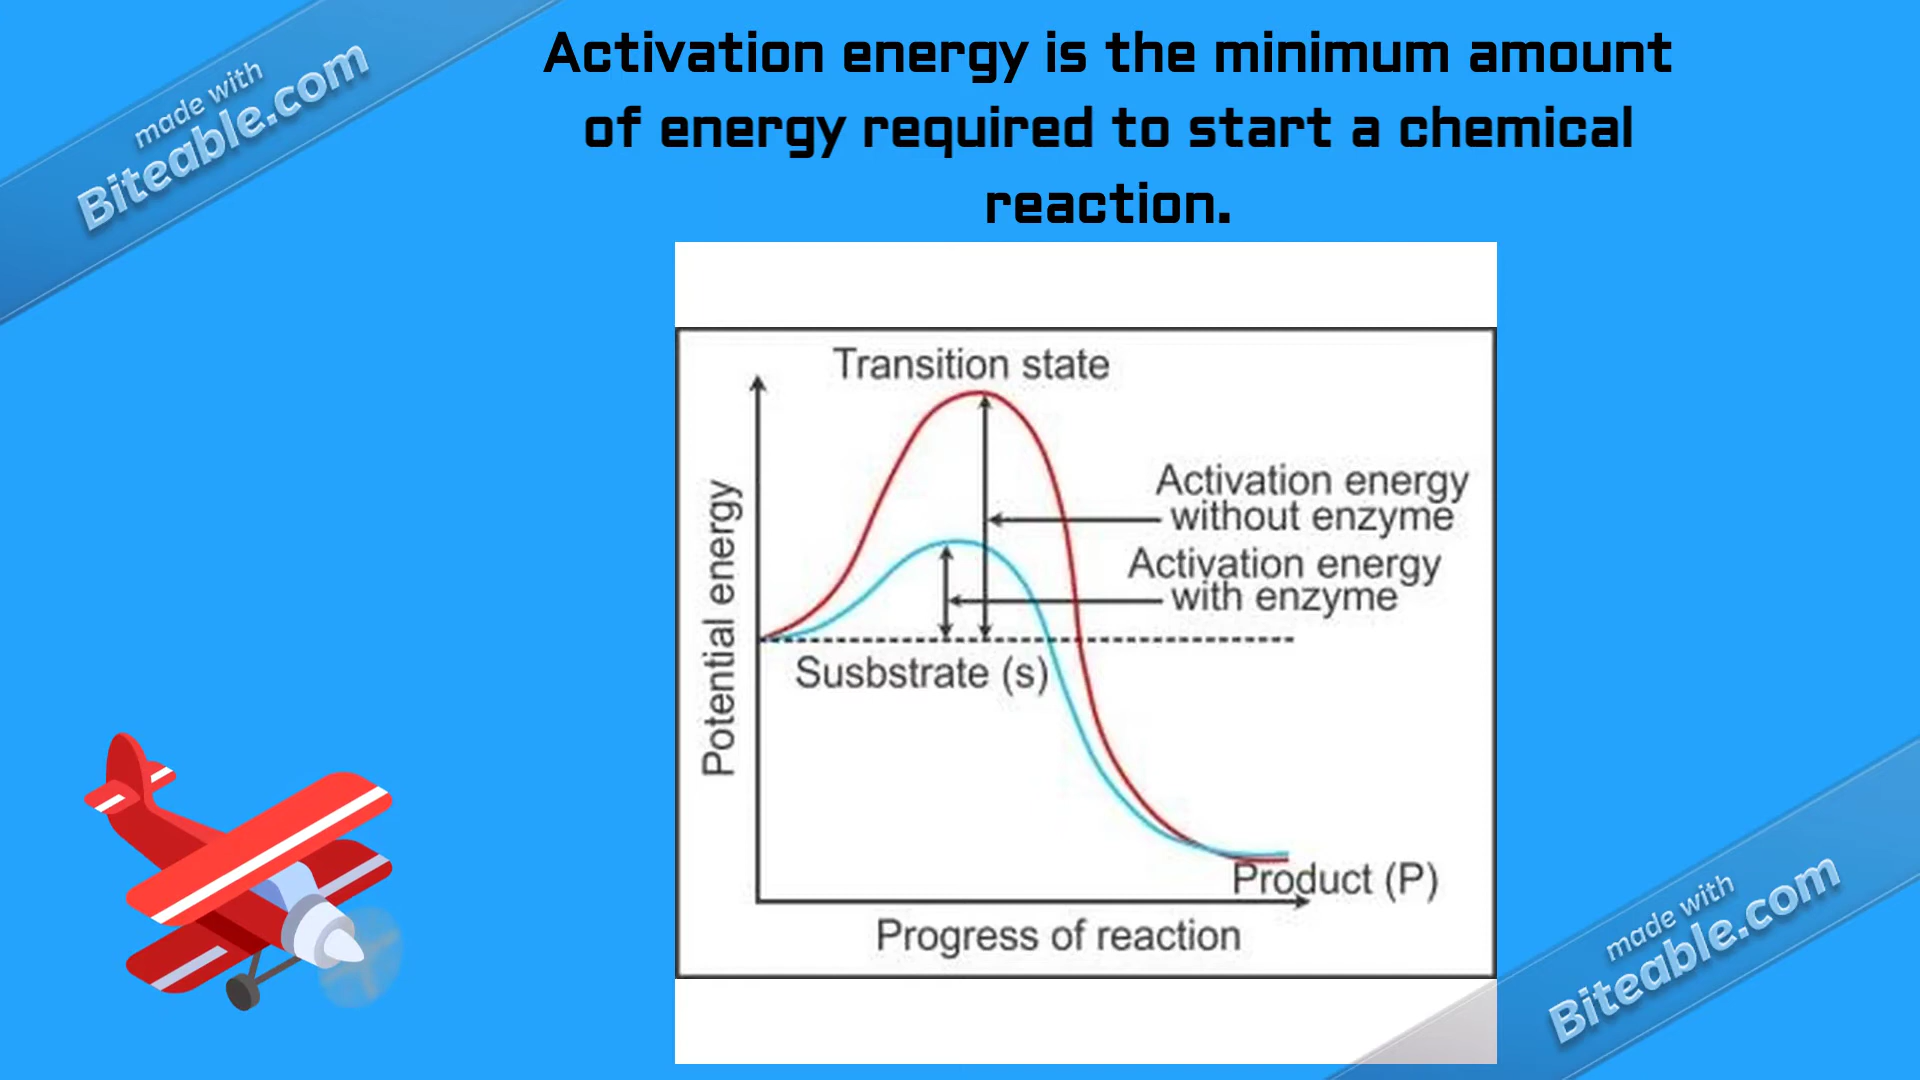 made with
Biteable.com
Activation energy is the minimum amount
of energy required to start a chemical
reaction.
Transition state
Potential energy
Activation energy
without enzyme
Activation energy
with enzyme
Susbstrate (s)
Product (P)
Progress of reaction
made with
Biteable.com